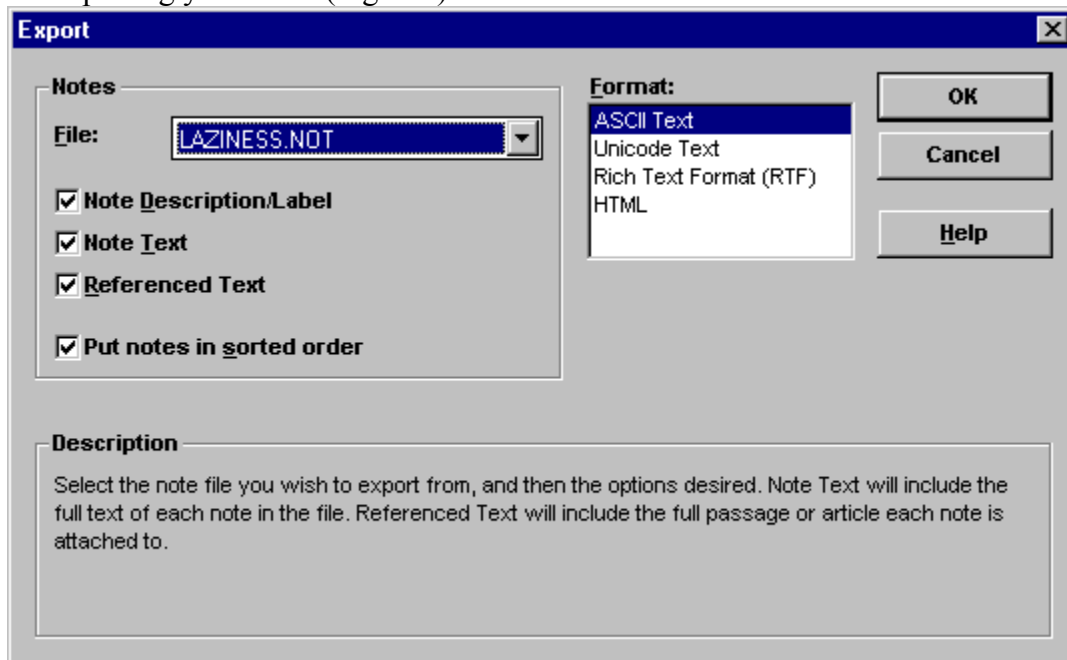 Export
Notes
File:
LAZINESS.NOT
Note Description/Label
Note Text
Referenced Text
Put notes in sorted order
Format:
ASCII Text
Unicode Text
Rich Text Format (RTF)
HTML
OK
Cancel
Help
Description
Select the note file you wish to export from, and then the options desired. Note Text will include the
full text of each note in the file. Referenced Text will include the full passage or article each note is
attached to.